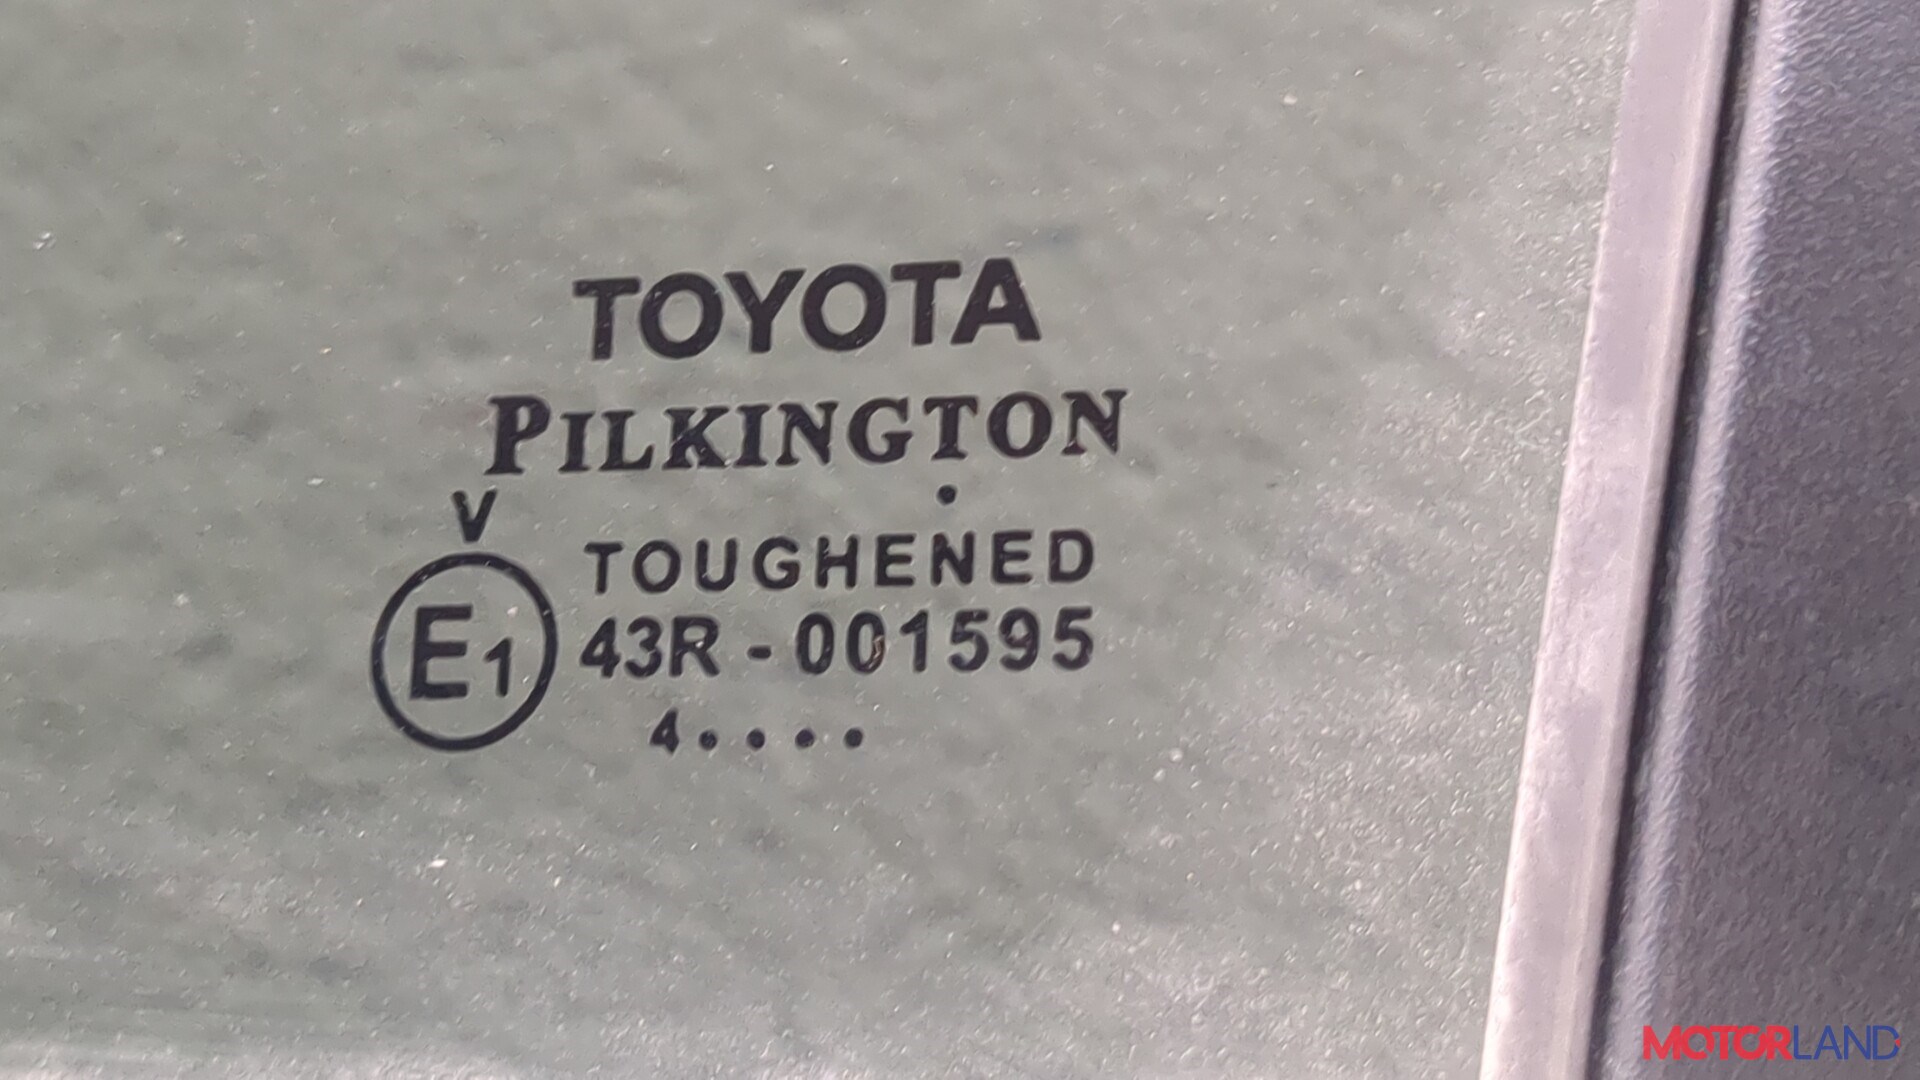 TOYOTA
PILKINGTON
V .
TOUGHENED
E1 43R - 001595
4....
MOTORLAND